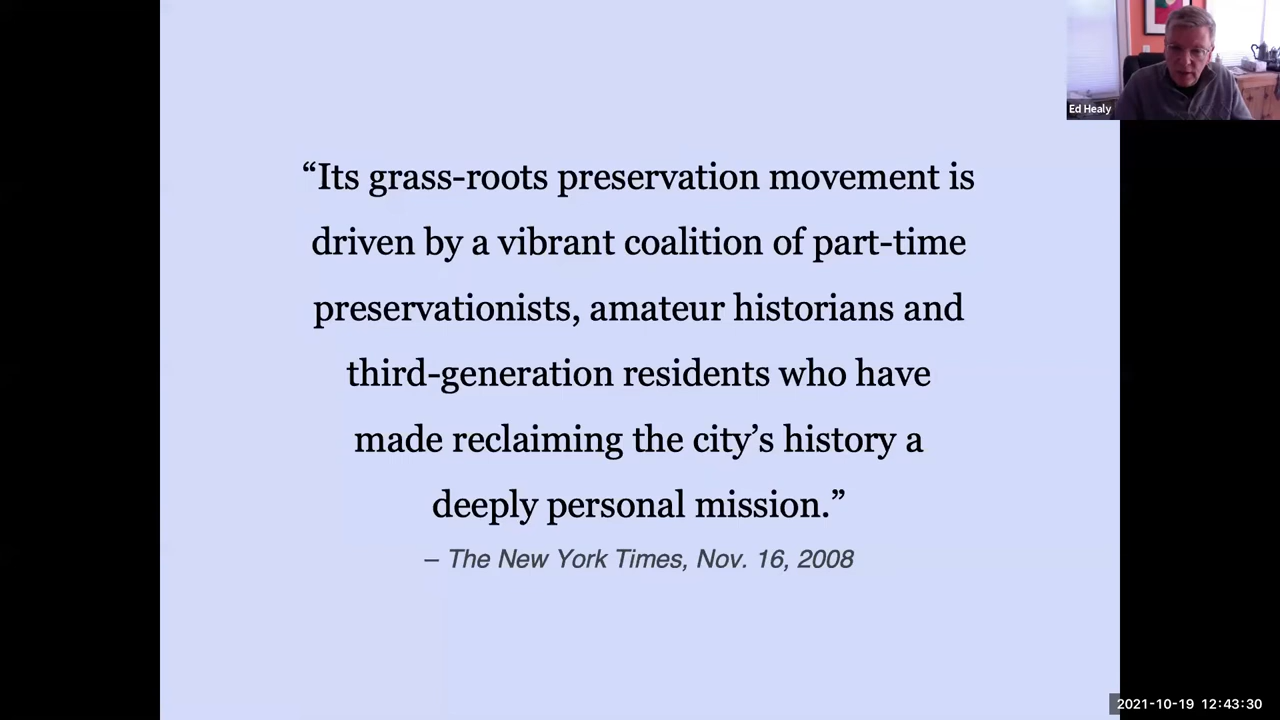 Ed Healy
“Its grass-roots preservation movement is
driven by a vibrant coalition of part-time
preservationists, amateur historians and
third-generation residents who have
made reclaiming the city’s history a
deeply personal mission.”
– The New York Times, Nov. 16, 2008
2021-10-19 12:43:30